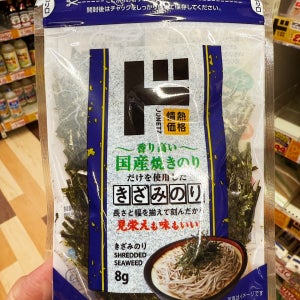 開封後はチャックをしっかり
ド
JONETZ
情熱
価格
香り高い
国産焼きのり
だけを使用した
きざみのり
長さと幅を揃えて刻んだから
見栄えも味もいい
きざみのり
SHREDDED
SEAWEED
8g